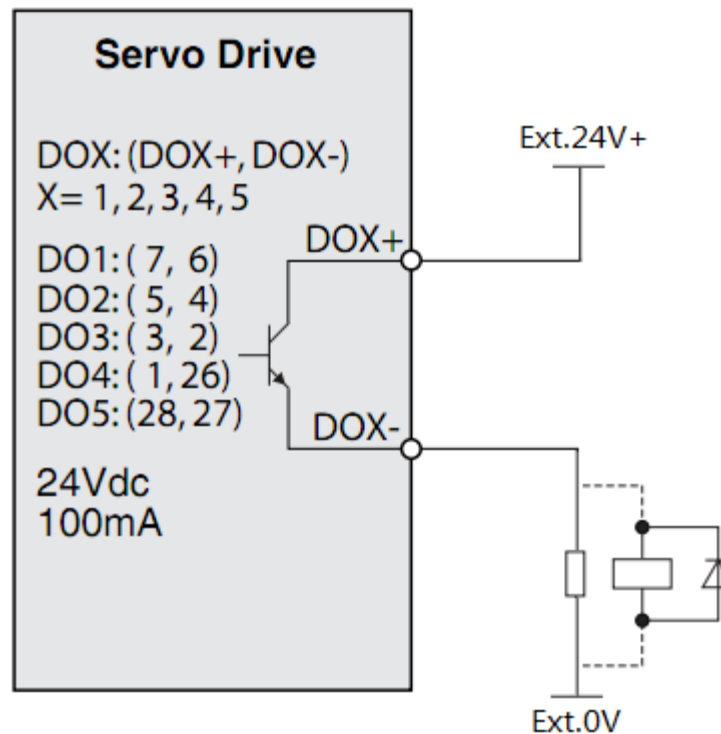 Servo Drive
DOX: (DOX+, DOX-)
X= 1, 2, 3, 4, 5
DO1: ( 7, 6)
DO2: ( 5, 4)
DO3: ( 3, 2)
DO4: ( 1, 26)
DO5: (28, 27)
24Vdc
100mA
DOX+
DOX-
Ext.24V+
Ext.0V